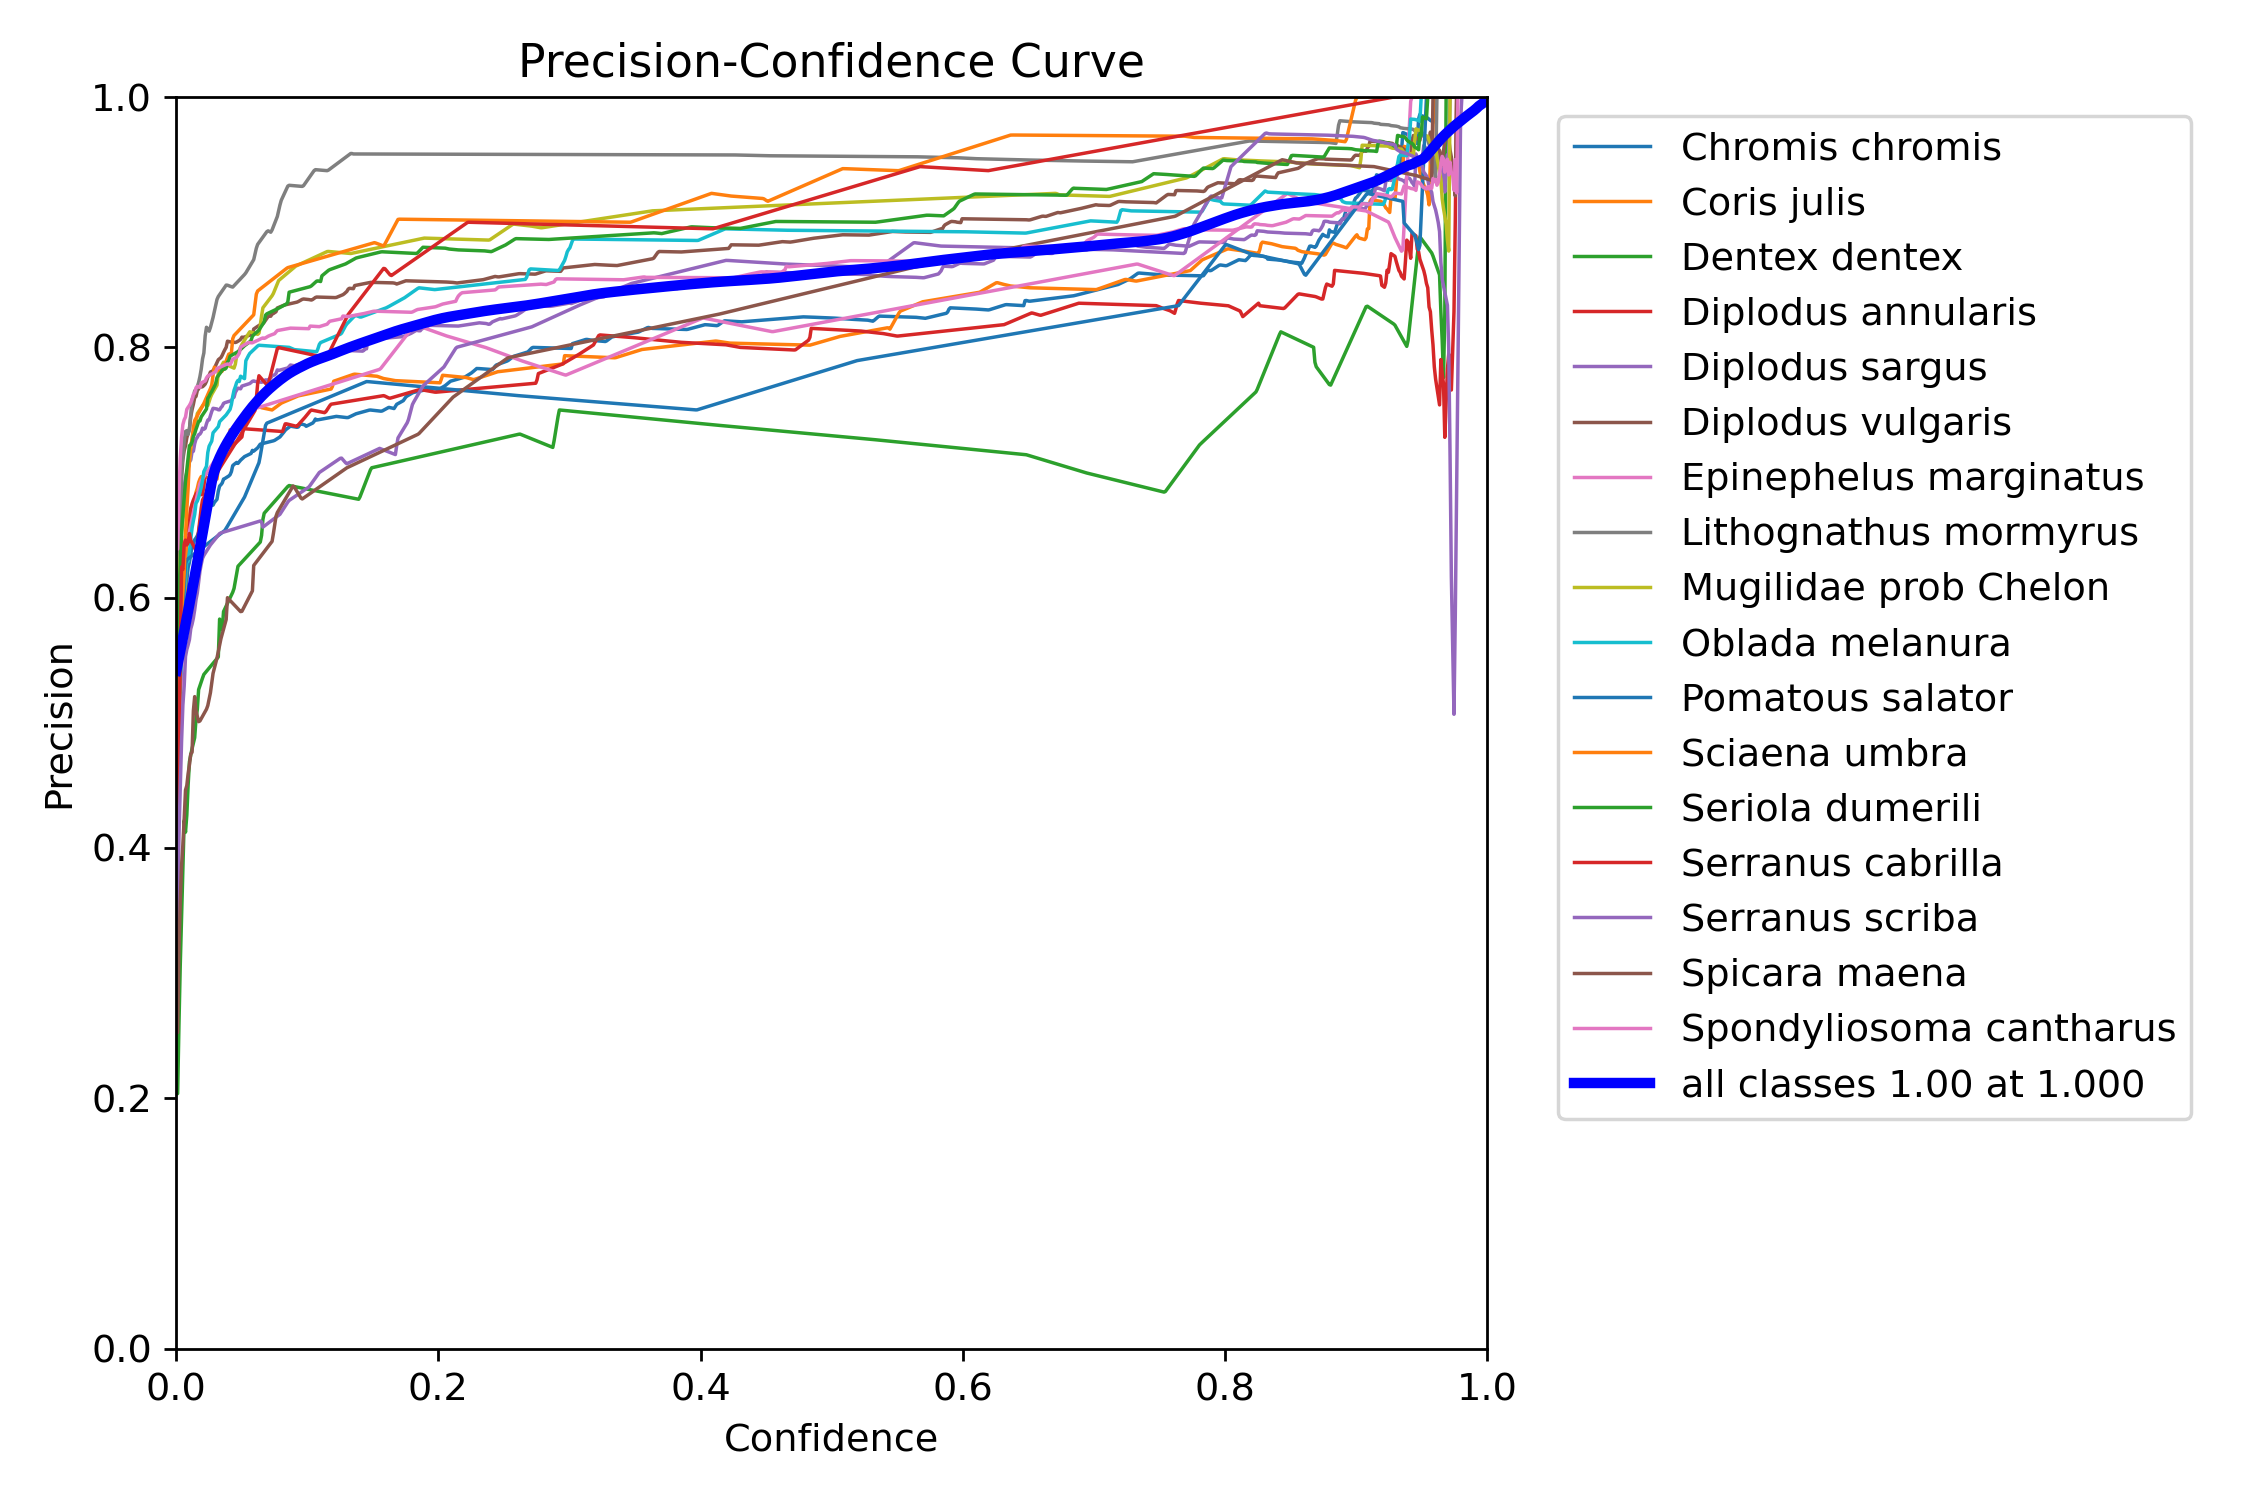 Precision-Confidence Curve
1.0
0.8
0.6
0.4
0.2
0.0
Precision
0.0 0.2 0.4 0.6 0.8 1.0
Confidence
Chromis chromis
Coris julis
Dentex dentex
Diplodus annularis
Diplodus sargus
Diplodus vulgaris
Epinephelus marginatus
Lithognathus mormyrus
Mugilidae prob Chelon
Oblada melanura
Pomatous salator
Sciaena umbra
Seriola dumerili
Serranus cabrilla
Serranus scriba
Spicara maena
Spondyliosoma cantharus
all classes 1.00 at 1.000